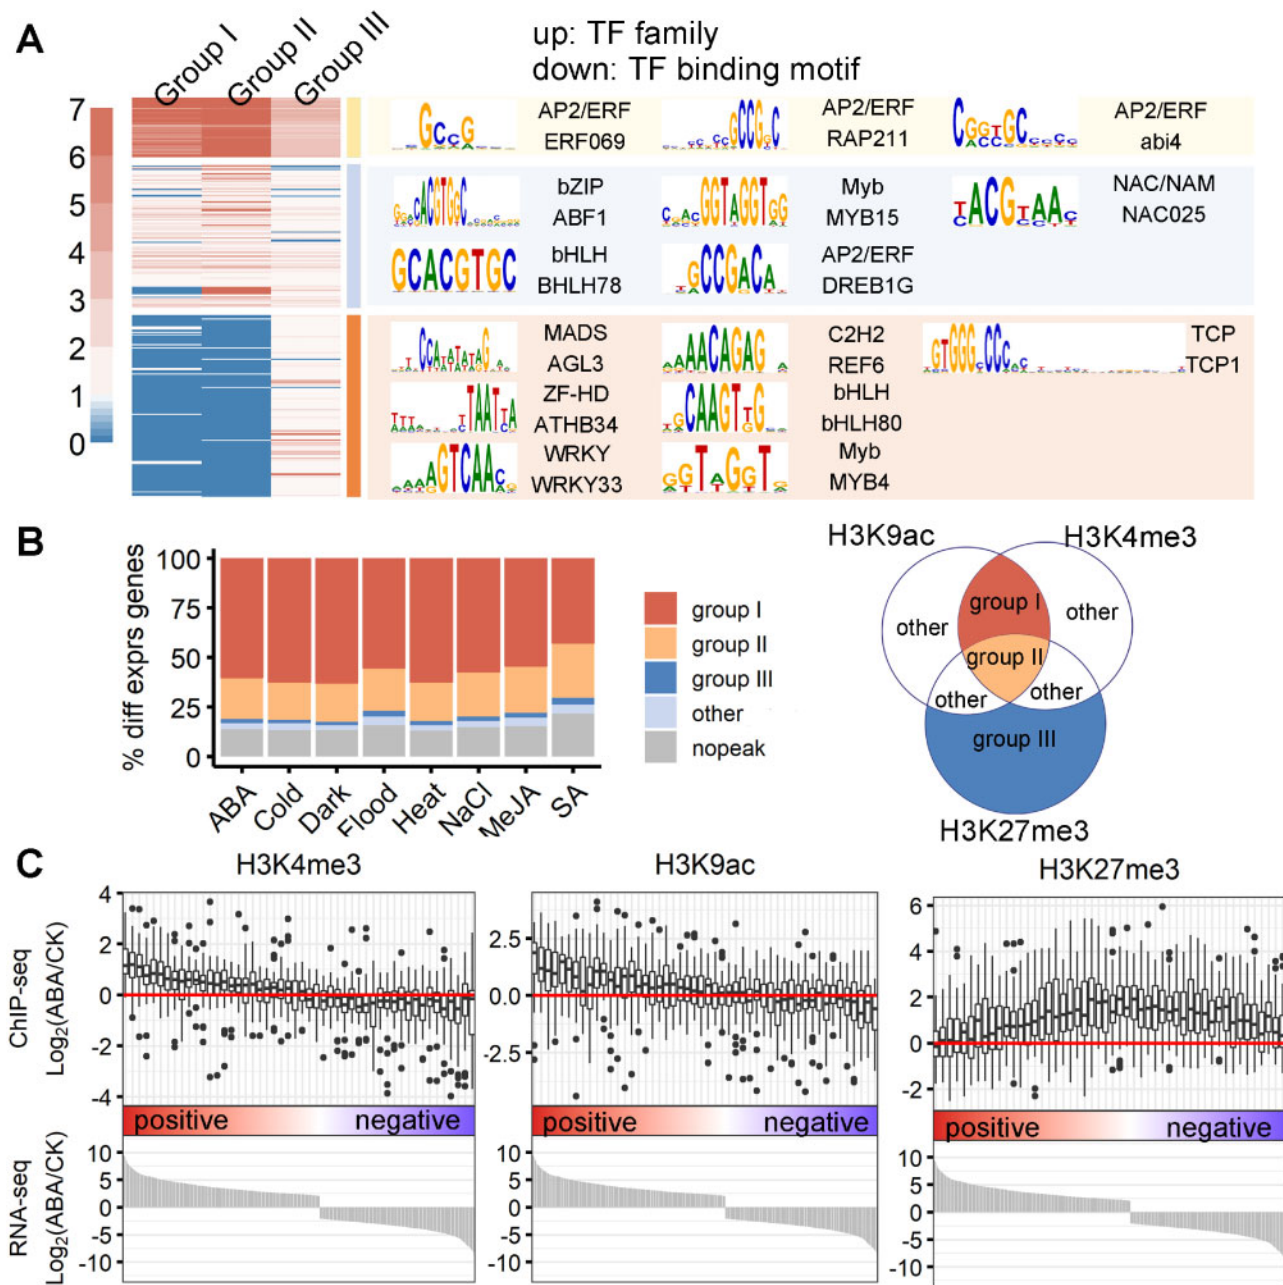 A
Group I
Group II
Group III
up: TF family
down: TF binding motif
7
6
5
4
3
2
1
0
AP2/ERF
ERF069
AP2/ERF
RAP211
AP2/ERF
abi4
bZIP
ABF1
Myb
MYB15
NAC/NAM
NAC025
GCACGTGC
bHLH
BHLH78
AP2/ERF
DREB1G
MADS
AGL3
C2H2
REF6
TCP
TCP1
ZF-HD
ATHB34
bHLH
bHLH80
WRKY
WRKY33
Myb
MYB4
B
% diff exprs genes
100
75
50
25
0
ABA
Cold
Dark
Flood
Heat
NaCl
MeJA
SA
group I
group II
group III
other
nopeak
H3K9ac
H3K4me3
group I
other
other
group II
other
other
group III
H3K27me3
C
H3K4me3
H3K9ac
H3K27me3
ChIP-seq
Log2(ABA/CK)
4
2
0
-2
-4
2.5
0.0
-2.5
6
4
2
0
-2
positive negative
positive negative
positive negative
RNA-seq
Log2(ABA/CK)
10
5
0
-5
-10
10
5
0
-5
-10
10
5
0
-5
-10